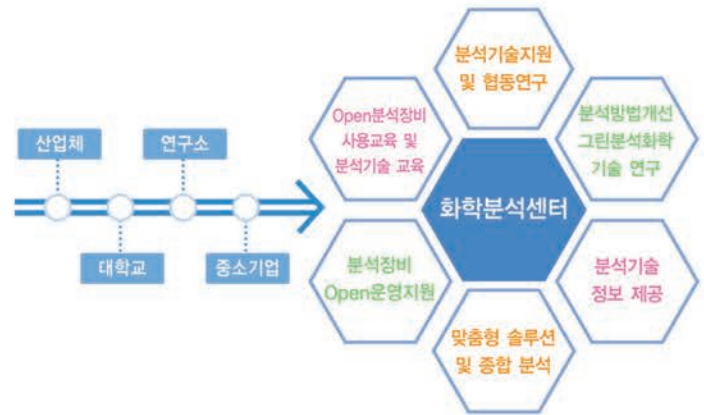 산업체
연구소
대학교
중소기업
분석기술지원
및 협동연구
Open분석장비
사용교육 및
분석기술 교육
분석방법개선
그린분석화학
기술 연구
화학분석센터
분석장비
Open운영지원
분석기술
정보 제공
맞춤형 솔루션
및 종합 분석